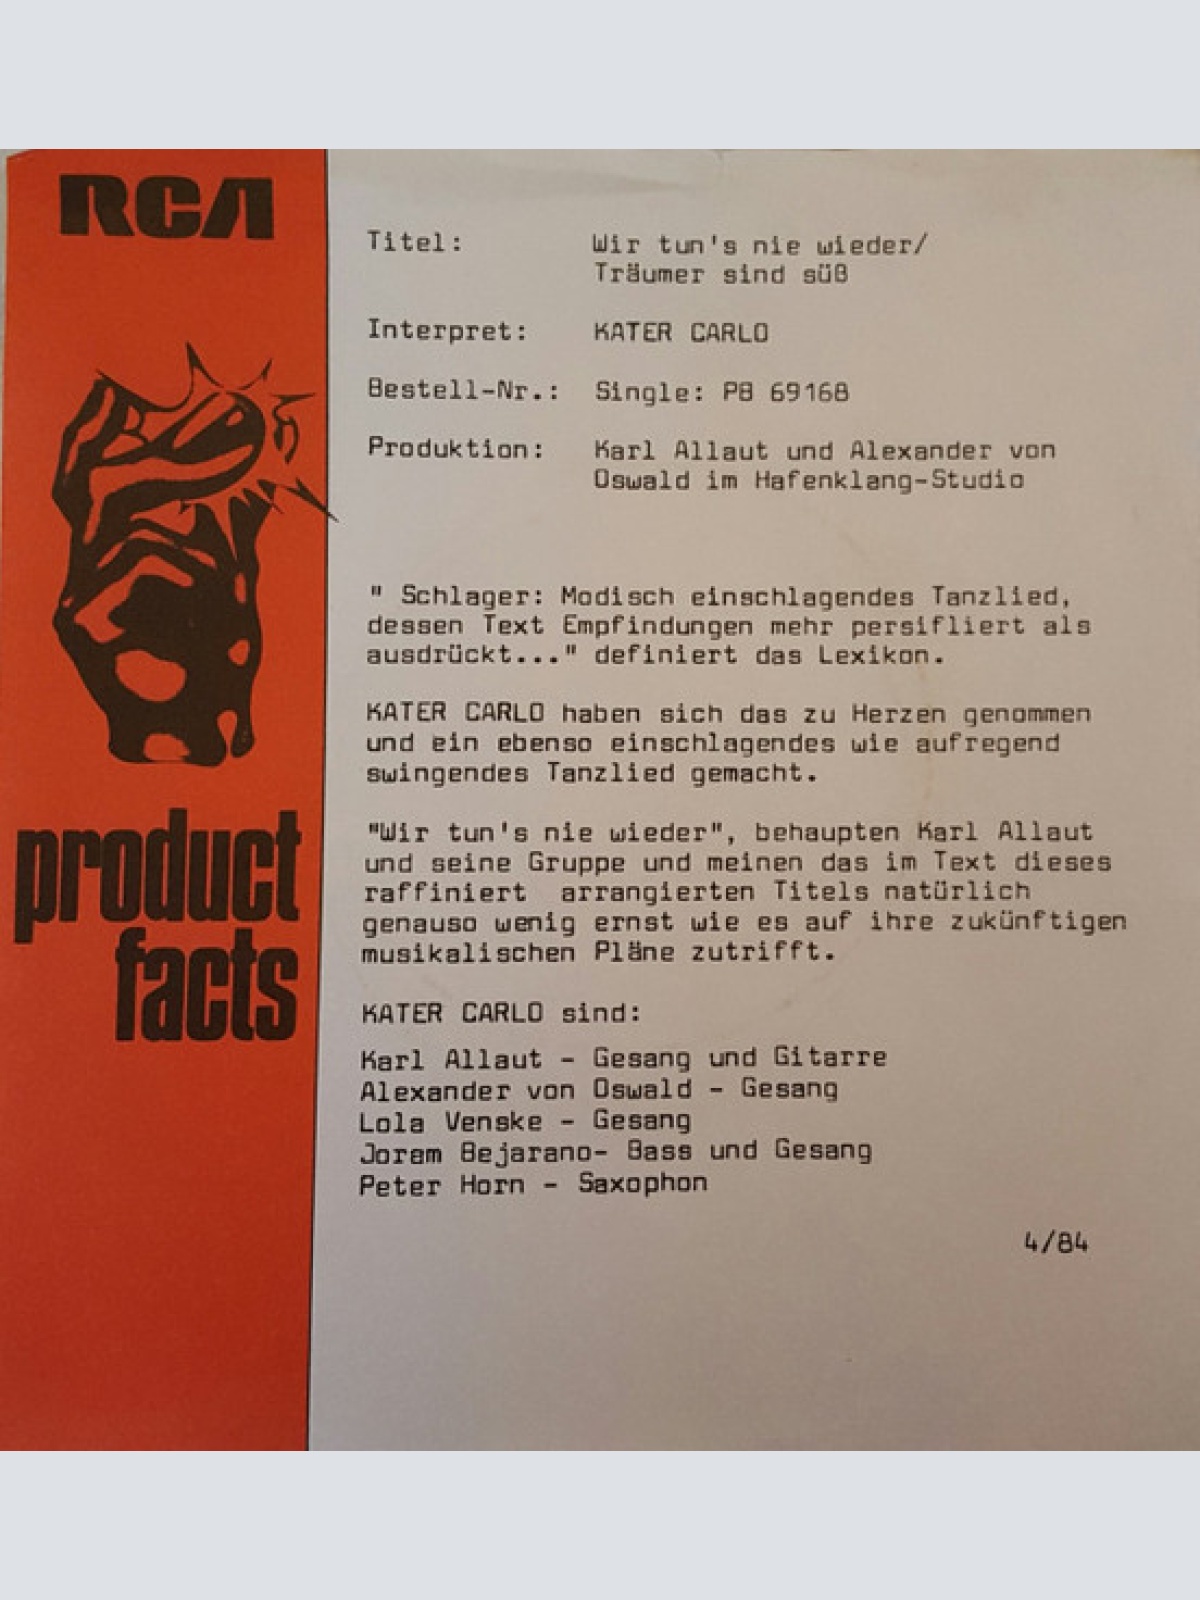 RCA
product
facts
Titel: Wir tun's nie wieder/
Träumer sind süß
Interpret: KATER CARLO
Bestell-Nr.: Single: PB 69168
Produktion: Karl Allaut und Alexander von
Oswald im Hafenklang-Studio
" Schlager: Modisch einschlagendes Tanzlied,
dessen Text Empfindungen mehr persifliert als
ausdrückt..." definiert das Lexikon.
KATER CARLO haben sich das zu Herzen genommen
und ein ebenso einschlagendes wie aufregend
swingendes Tanzlied gemacht.
"Wir tun's nie wieder", behaupten Karl Allaut
und seine Gruppe und meinen das im Text dieses
raffiniert arrangierten Titels natürlich
genauso wenig ernst wie es auf ihre zukünftigen
musikalischen Pläne zutrifft.
KATER CARLO sind:
Karl Allaut - Gesang und Gitarre
Alexander von Oswald - Gesang
Lola Venske - Gesang
Joram Bejarano- Bass und Gesang
Peter Horn - Saxophon
4/84